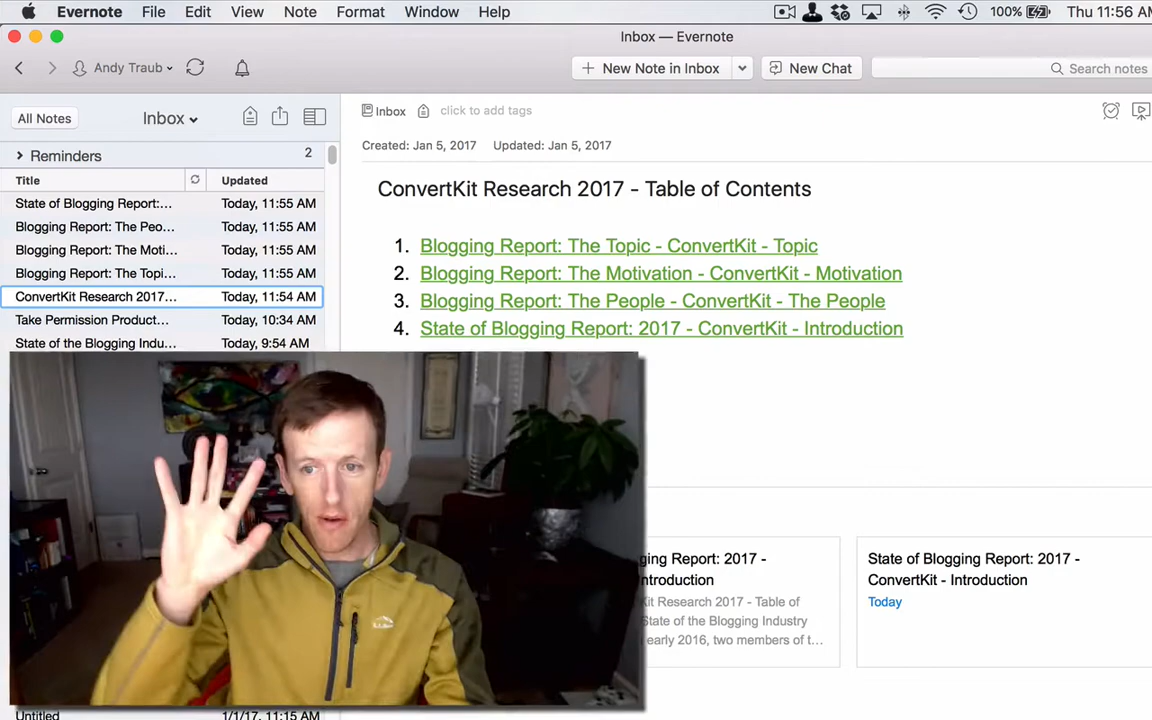 Evernote File Edit View Note Format Window Help 100% Thu 11:56 AM
Inbox — Evernote
Andy Traub New Note in Inbox New Chat Search notes
All Notes Inbox
Inbox click to add tags
Created: Jan 5, 2017 Updated: Jan 5, 2017
Reminders 2
Title Updated
State of Blogging Report:... Today, 11:55 AM
Blogging Report: The Peo... Today, 11:55 AM
Blogging Report: The Moti... Today, 11:55 AM
Blogging Report: The Topi... Today, 11:55 AM
ConvertKit Research 2017... Today, 11:54 AM
Take Permission Product... Today, 10:34 AM
State of the Blogging Indu... Today, 9:54 AM
Untitled 1/1/17, 11:15 AM
ConvertKit Research 2017 - Table of Contents
1. Blogging Report: The Topic - ConvertKit - Topic
2. Blogging Report: The Motivation - ConvertKit - Motivation
3. Blogging Report: The People - ConvertKit - The People
4. State of Blogging Report: 2017 - ConvertKit - Introduction
ging Report: 2017 -
Introduction
Kit Research 2017 - Table of
State of the Blogging Industry
early 2016, two members of t...
State of Blogging Report: 2017 -
ConvertKit - Introduction
Today